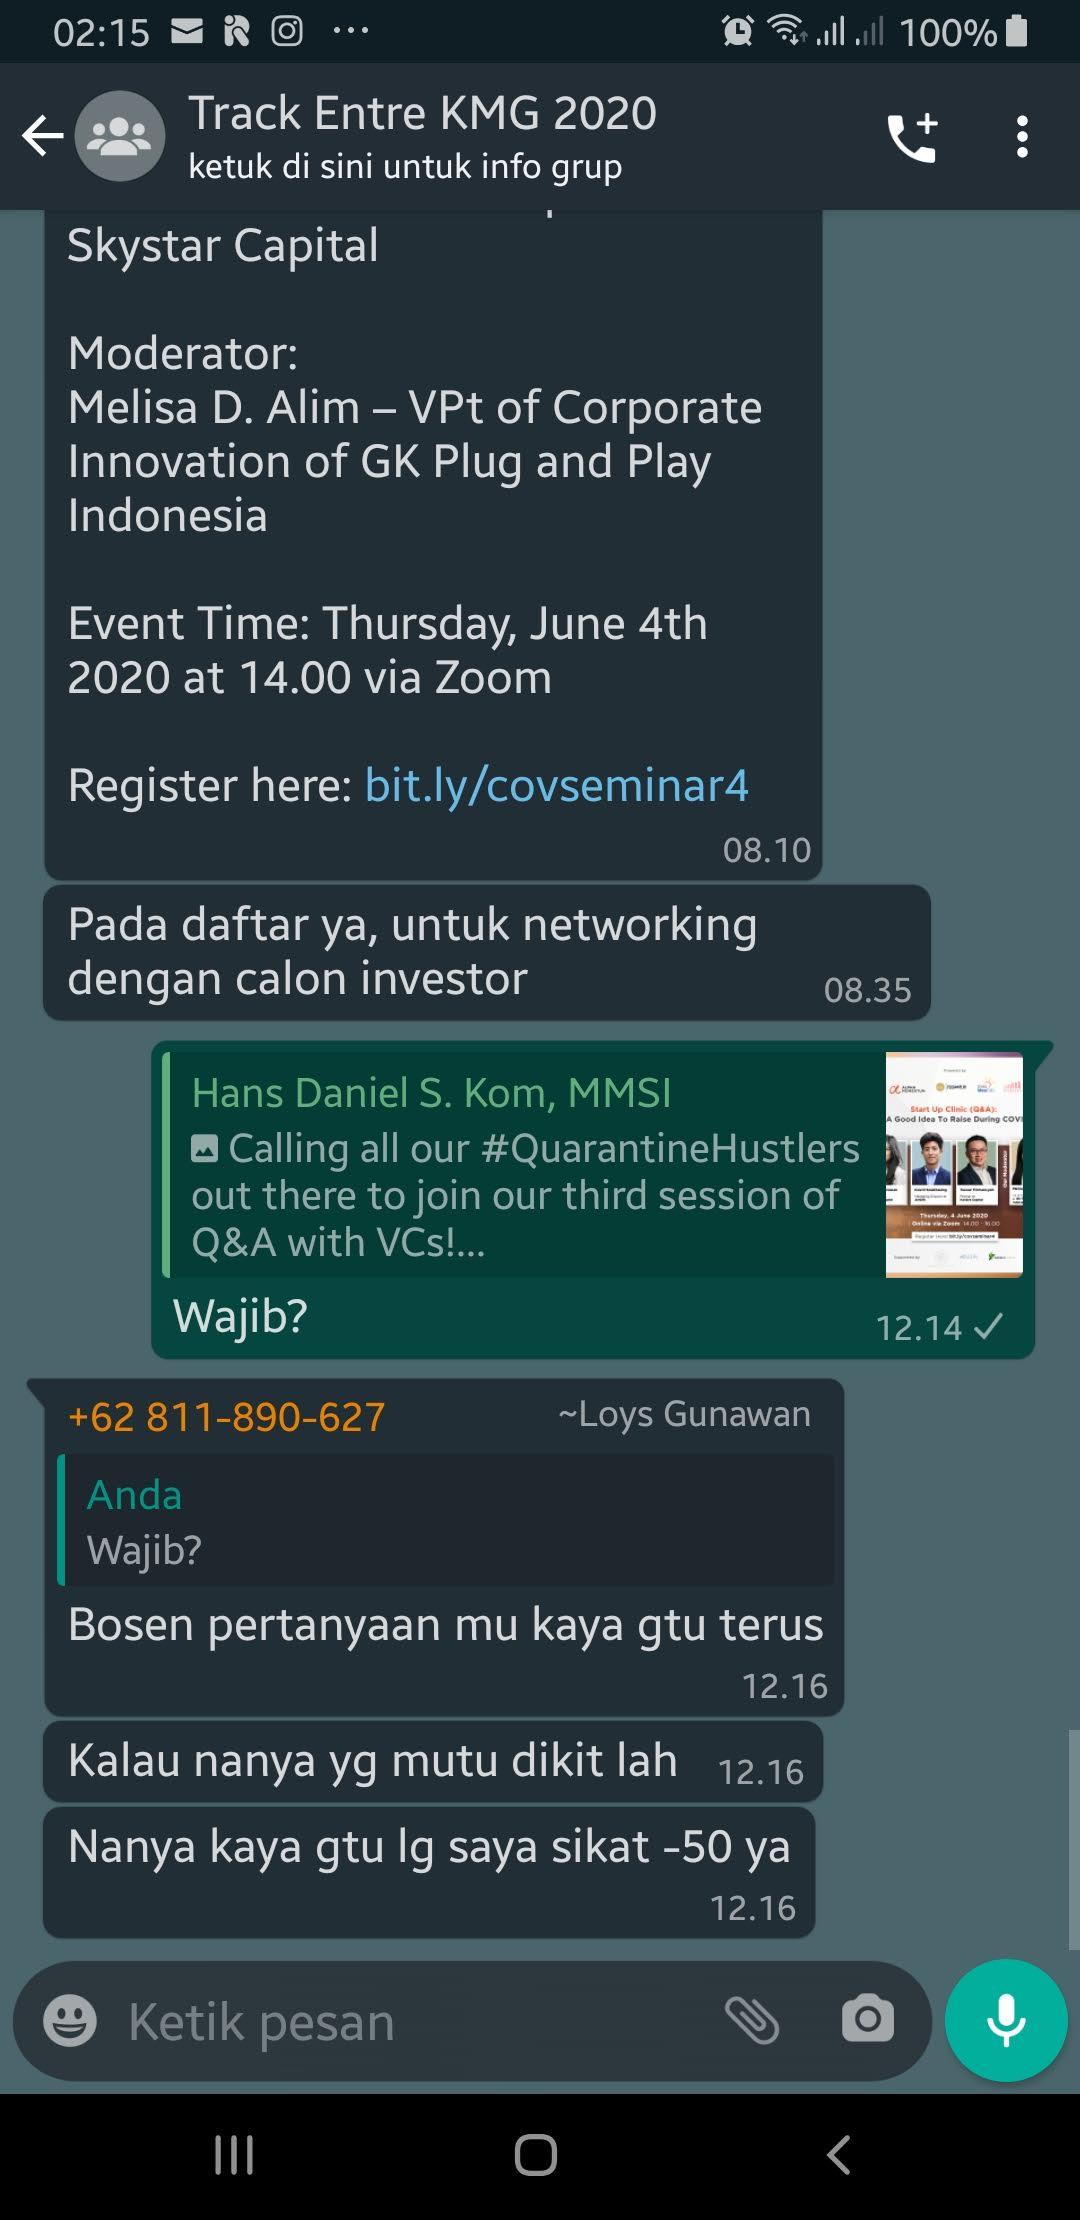 02:15
100%
Track Entre KMG 2020
ketuk di sini untuk info grup
Skystar Capital
Moderator:
Melisa D. Alim – VPt of Corporate
Innovation of GK Plug and Play
Indonesia
Event Time: Thursday, June 4th
2020 at 14.00 via Zoom
Register here: bit.ly/covseminar4
08.10
Pada daftar ya, untuk networking
dengan calon investor
08.35
Hans Daniel S. Kom, MMSI
Calling all our #QuarantineHustlers
out there to join our third session of
Q&A with VCs!...
Start Up Clinic (Q&A):
A Good Idea To Raise During COVI
Thursday, 4 June 2020
Online via Zoom 14.00 - 16.00
Wajib?
12.14
+62 811-890-627
~Loys Gunawan
Anda
Wajib?
Bosen pertanyaan mu kaya gtu terus
12.16
Kalau nanya yg mutu dikit lah
12.16
Nanya kaya gtu lg saya sikat -50 ya
12.16
Ketik pesan